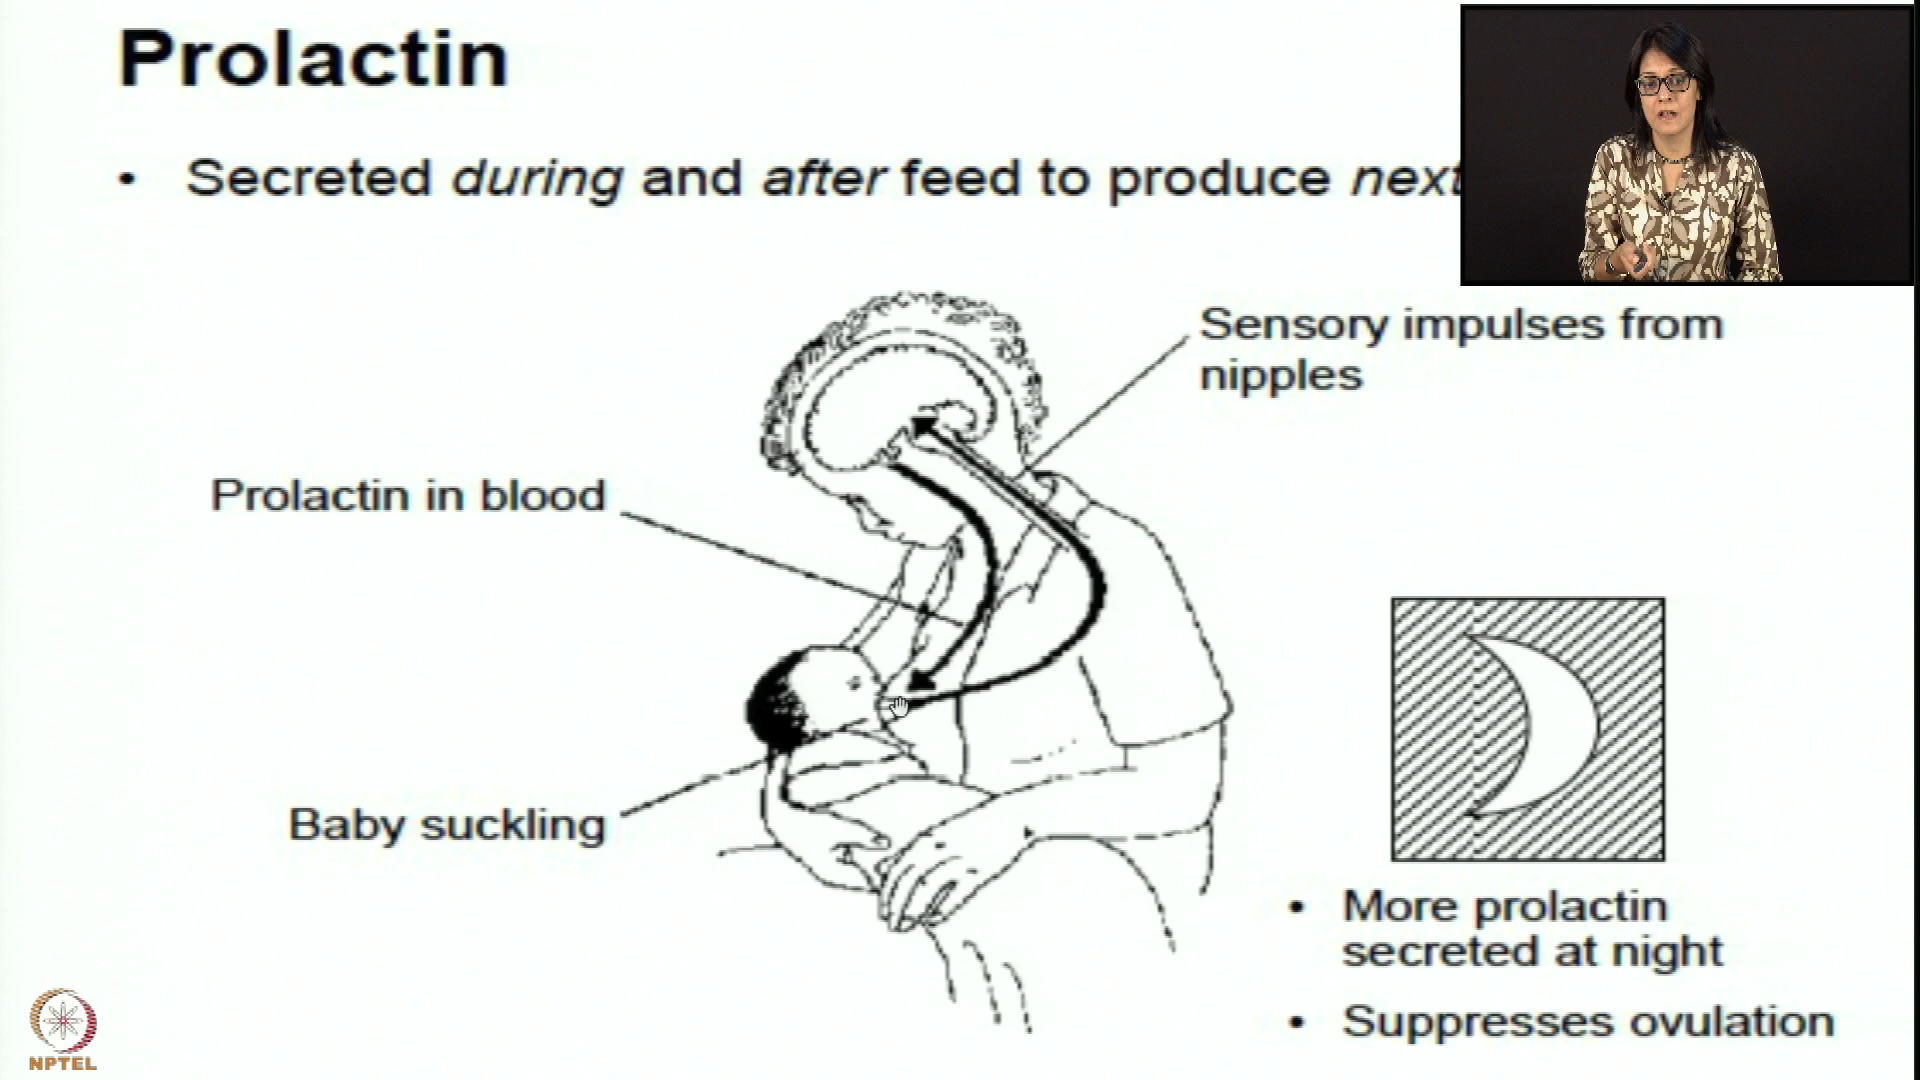 Prolactin
• Secreted during and after feed to produce next
Sensory impulses from
nipples
Prolactin in blood
Baby suckling
• More prolactin
secreted at night
• Suppresses ovulation
NPTEL